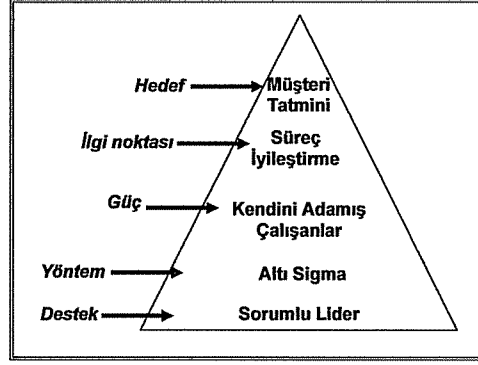 Hedef
Müşteri
Tatmini
İlgi noktası
Süreç
İyileştirme
Güç
Kendini Adamış
Çalışanlar
Yöntem
Altı Sigma
Destek
Sorumlu Lider